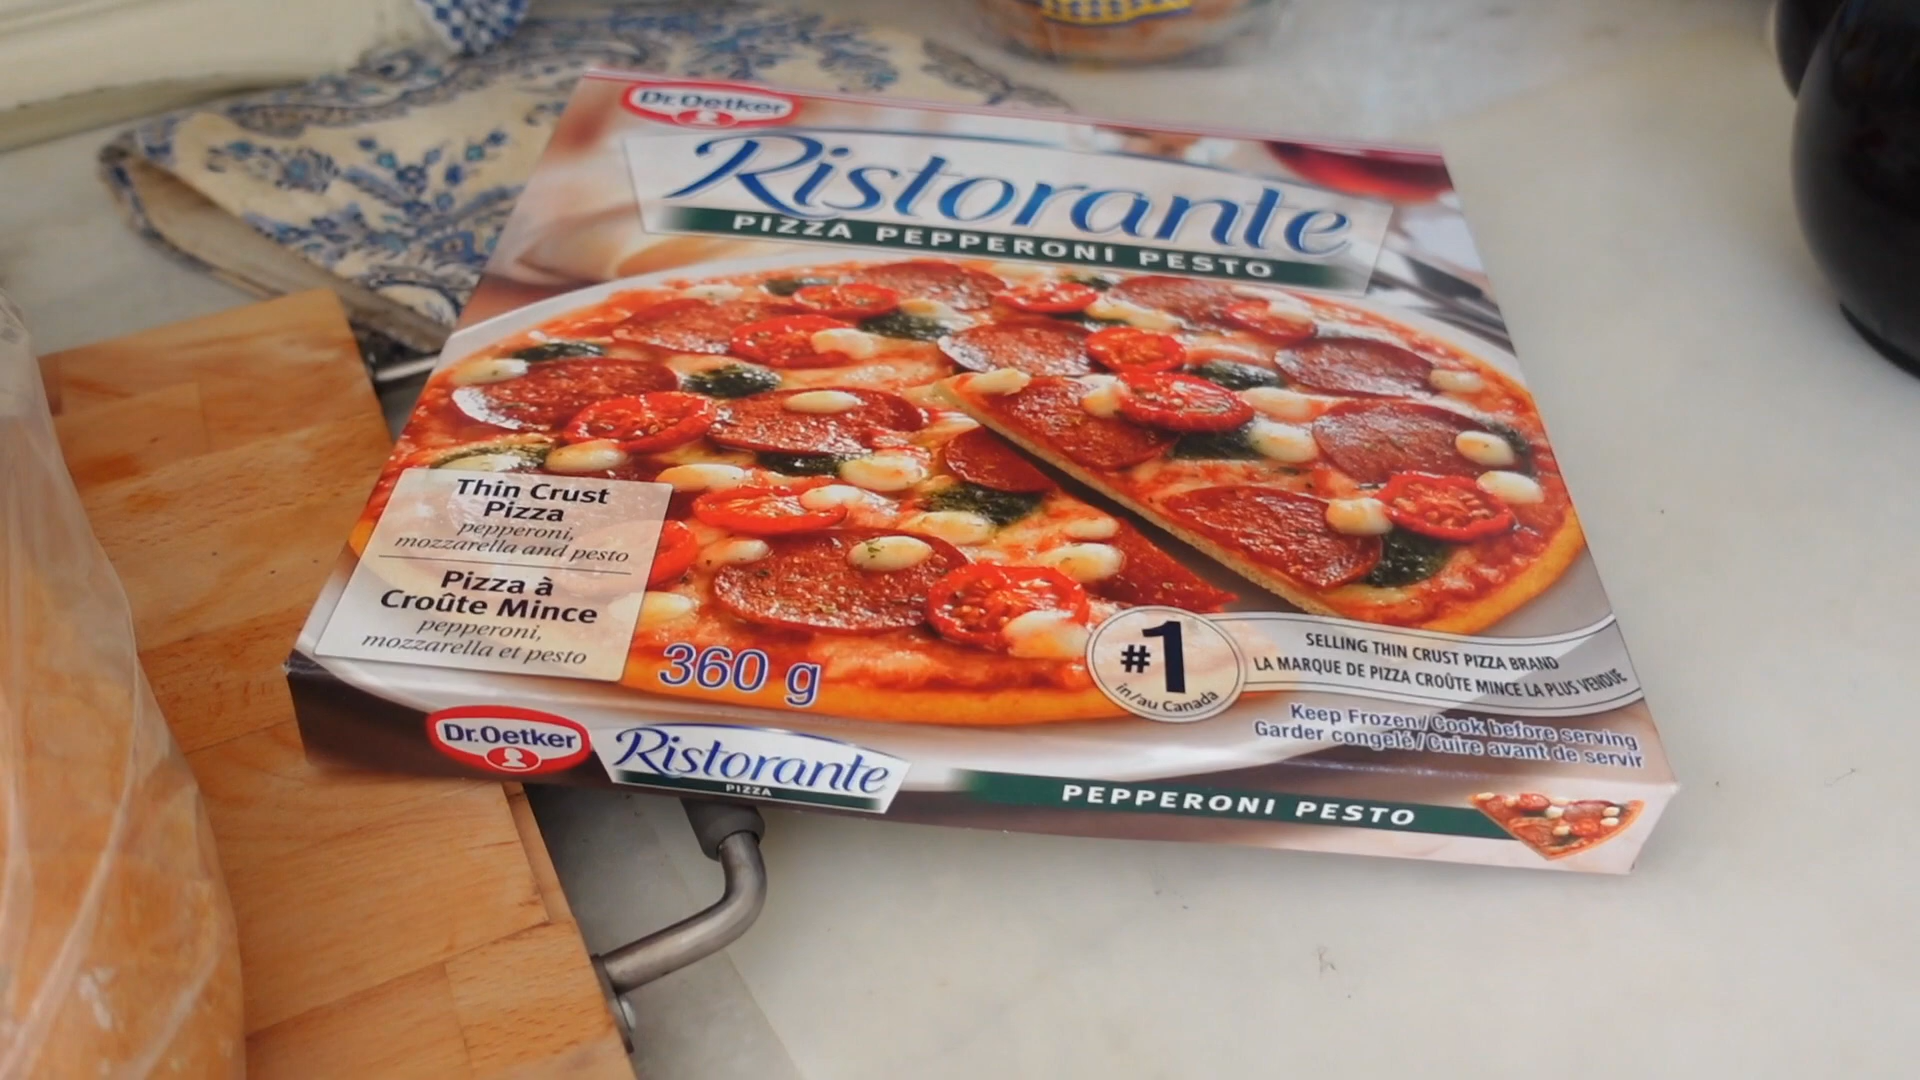 Dr. Oetker
Ristorante
PIZZA PEPPERONI PESTO
Thin Crust
Pizza
pepperoni,
mozzarella and pesto
Pizza à
Croûte Mince
pepperoni,
mozzarella et pesto
360 g
#1
in/au Canada
SELLING THIN CRUST PIZZA BRAND
LA MARQUE DE PIZZA CROÛTE MINCE LA PLUS VENDUE
Keep Frozen/Cook before serving
Garder congelé/Cuire avant de servir
Dr. Oetker
Ristorante
PIZZA
PEPPERONI PESTO